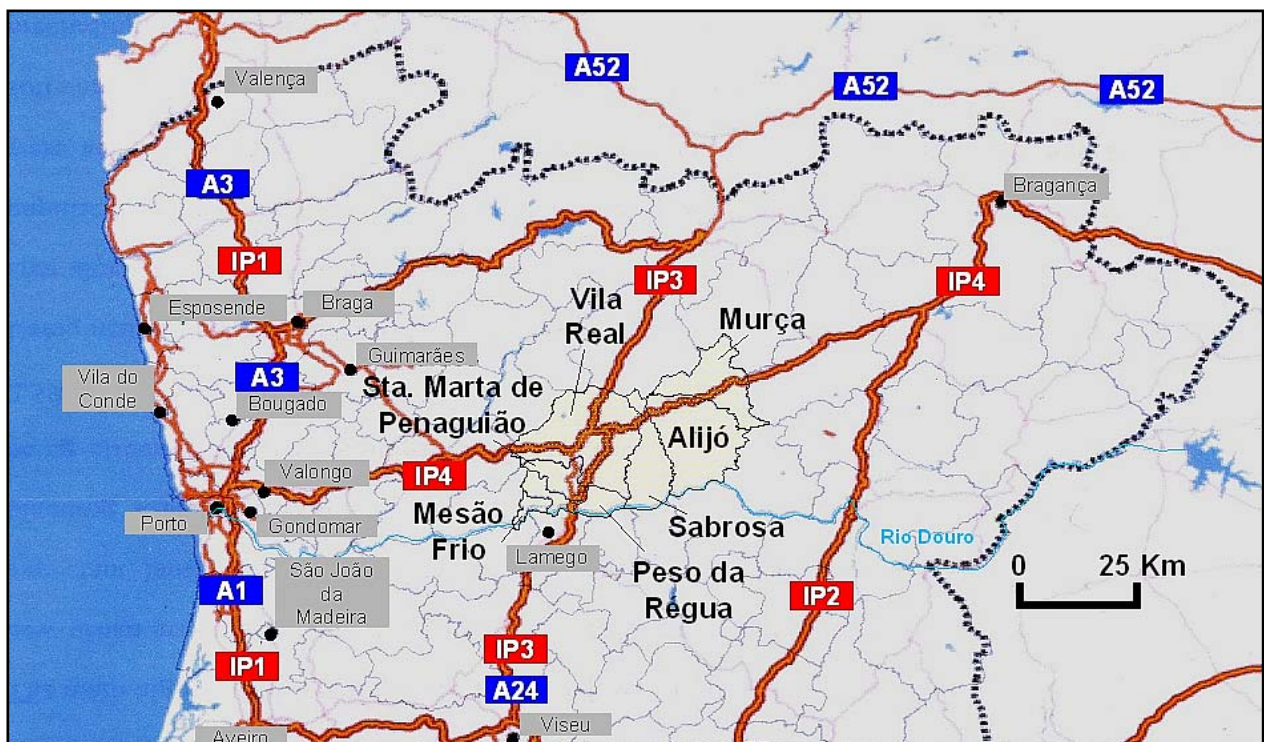 A52
A52
A52
Valença
A3
Bragança
IP1
IP3
IP4
Esposende
Braga
Vila
Real
Murça
Guimarães
A3
Vila do
Conde
Bougado
Sta. Marta de
Penaguião
Alijó
Valongo
IP4
Porto
Gondomar
Mesão
Frio
Lamego
Sabrosa
Rio Douro
São João
da
Madeira
Peso da
Regua
0 25 Km
A1
IP2
IP3
IP1
A24
Viseu
Aveiro